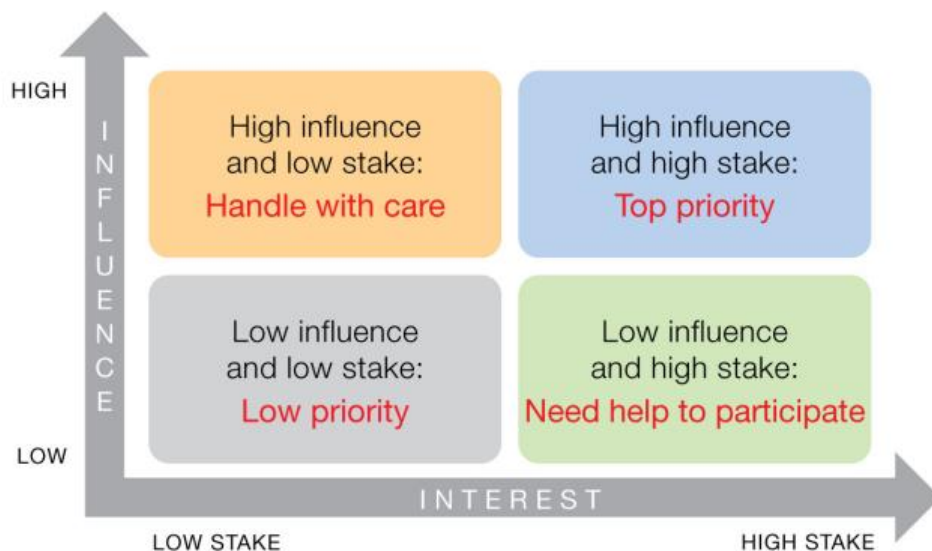 HIGH
INFLUENCE
High influence
and low stake:
Handle with care
High influence
and high stake:
Top priority
Low influence
and low stake:
Low priority
Low influence
and high stake:
Need help to participate
LOW
INTEREST
LOW STAKE
HIGH STAKE